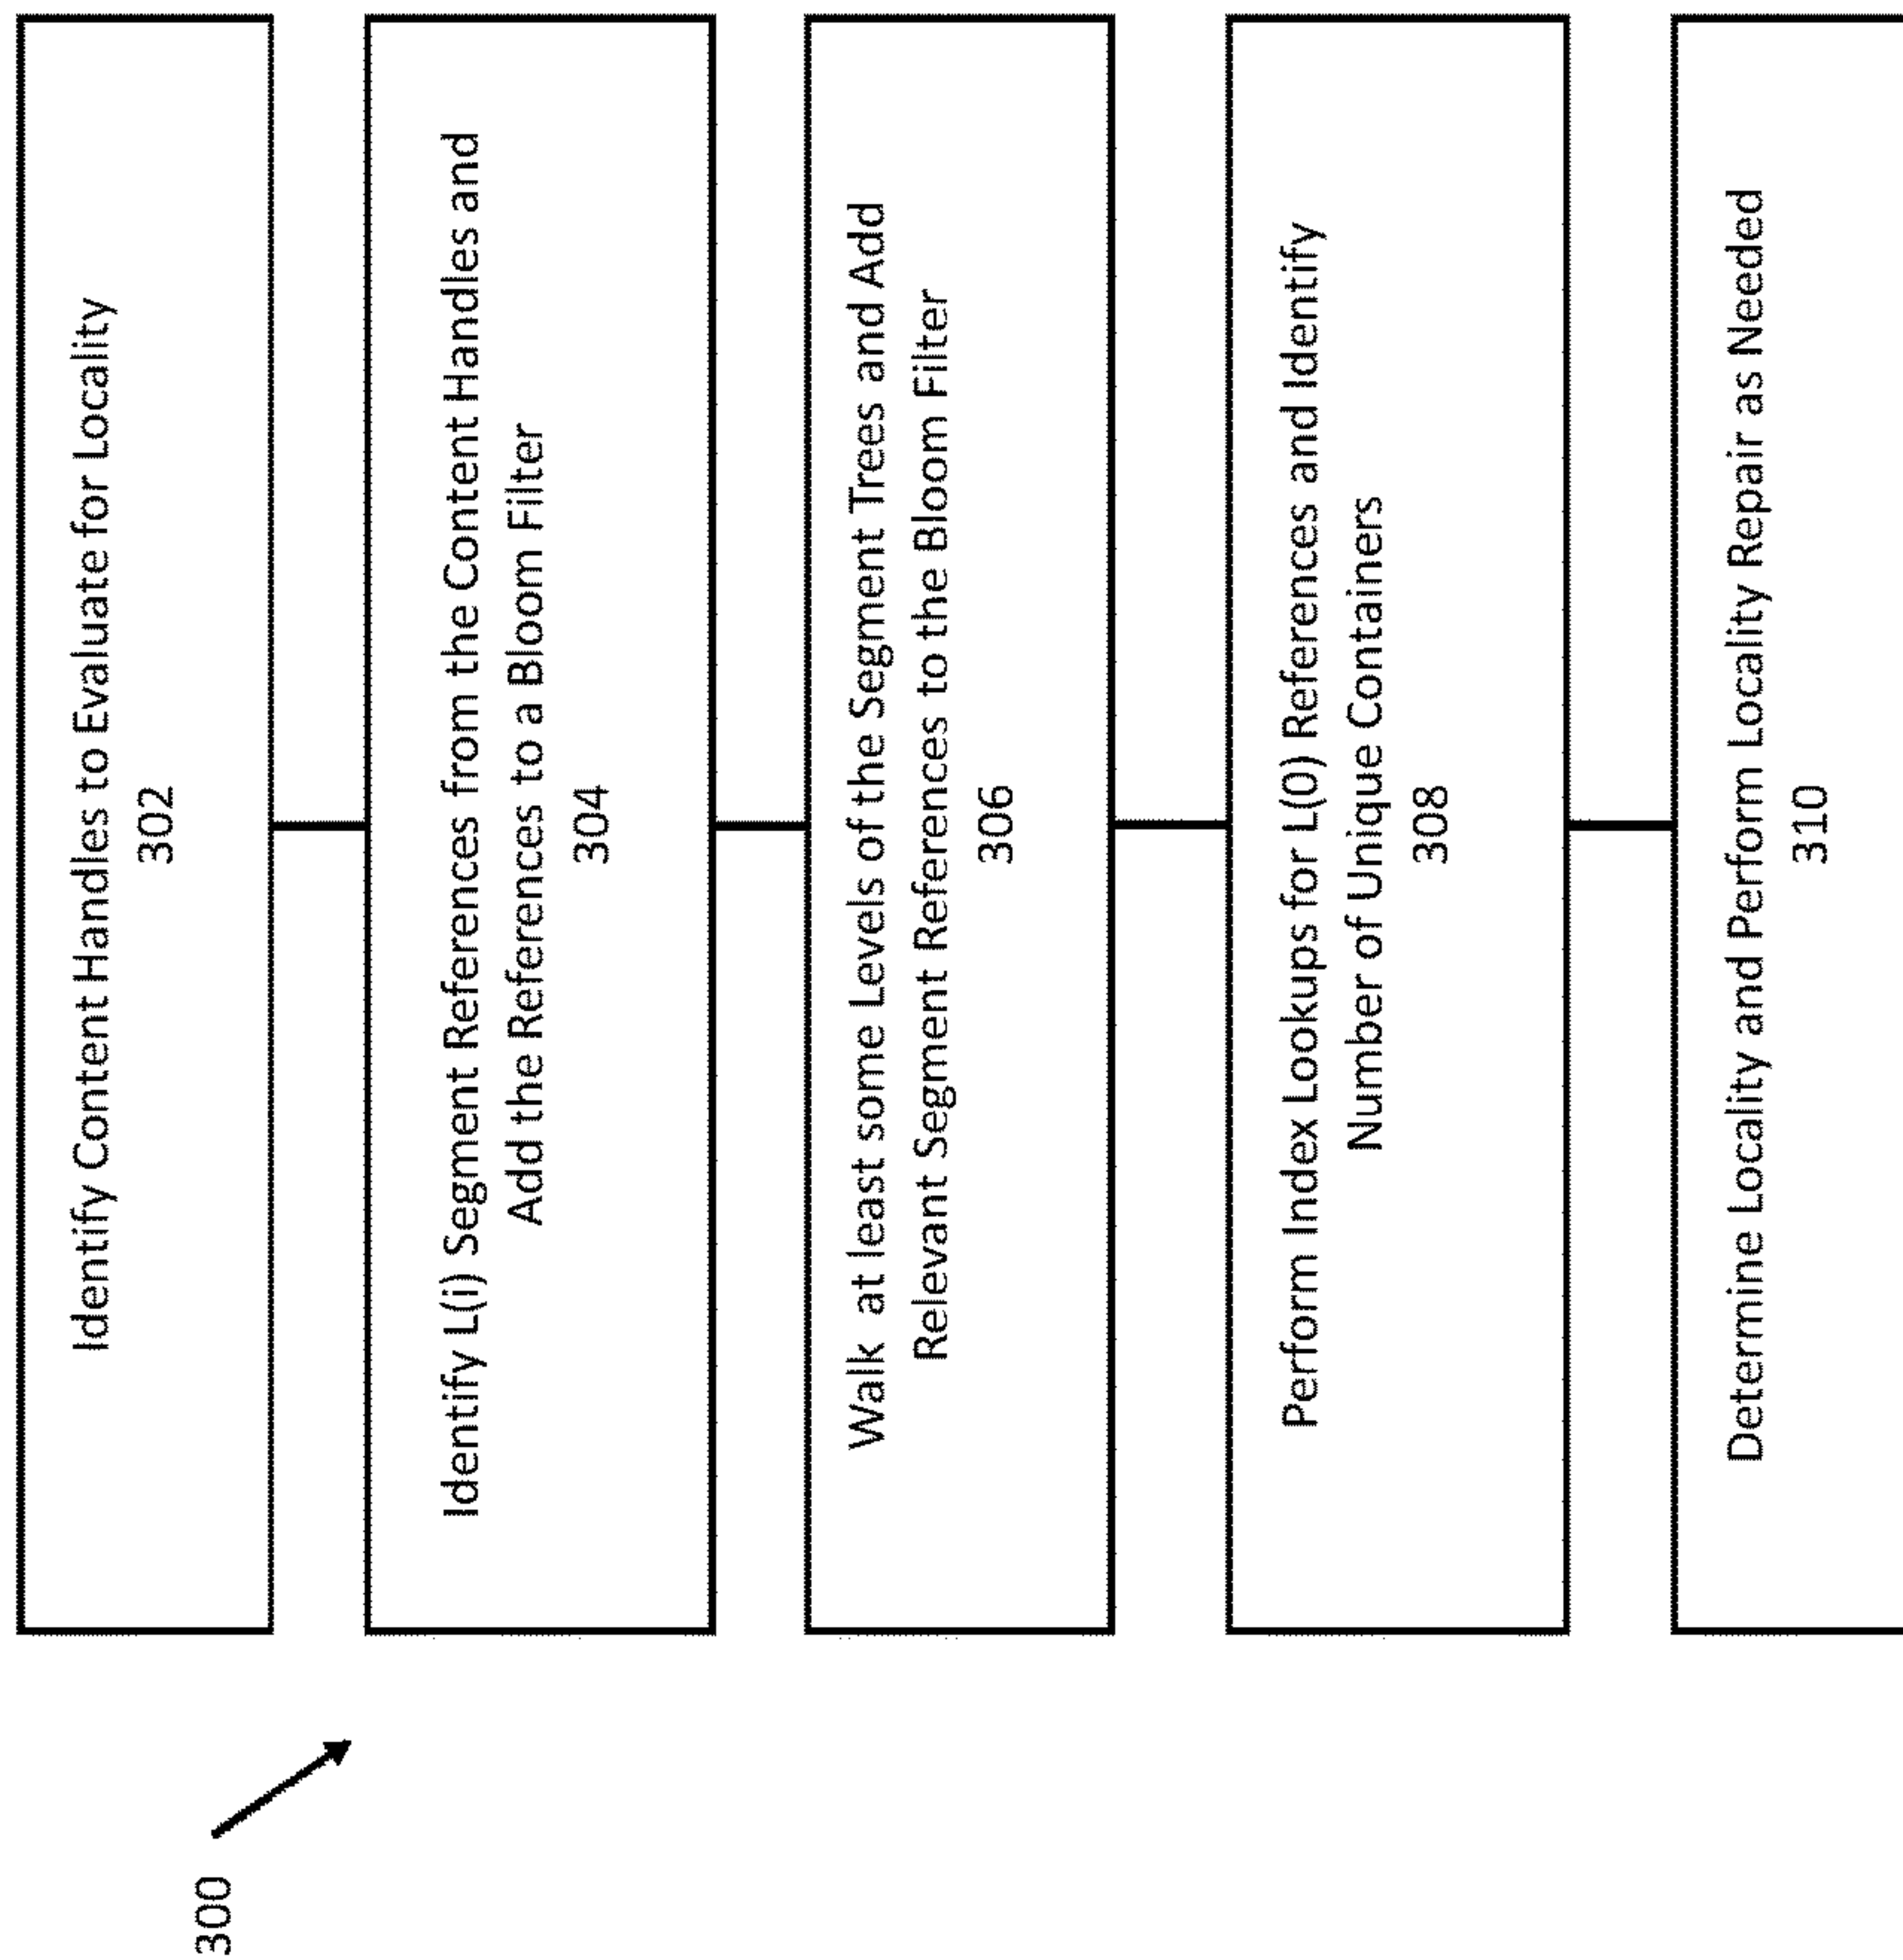 300
Identify Content Handles to Evaluate for Locality
302
Identify L(i) Segment References from the Content Handles and
Add the References to a Bloom Filter
304
Walk at least some Levels of the Segment Trees and Add
Relevant Segment References to the Bloom Filter
306
Perform Index Lookups for L(0) References and Identify
Number of Unique Containers
308
Determine Locality and Perform Locality Repair as Needed
310